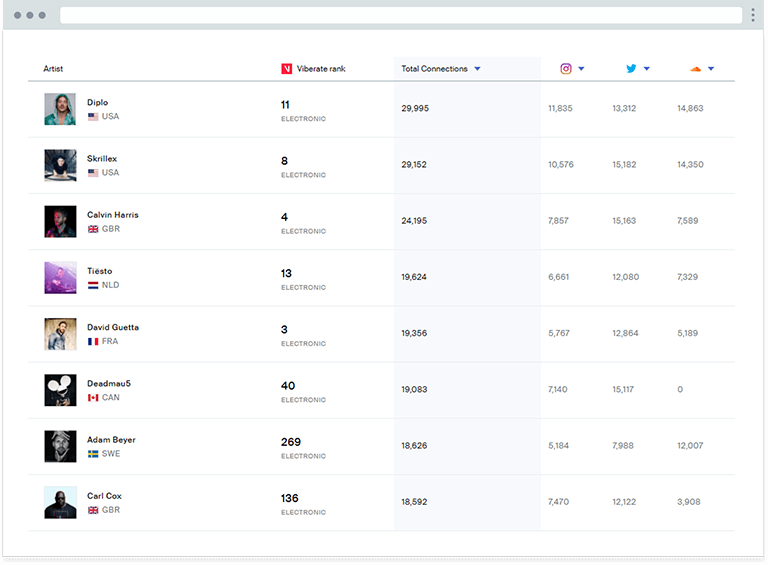 Artist Viberate rank Total Connections
Diplo
USA
11
ELECTRONIC
29,995 11,835 13,312 14,863
Skrillex
USA
8
ELECTRONIC
29,152 10,576 15,182 14,350
Calvin Harris
GBR
4
ELECTRONIC
24,195 7,857 15,163 7,589
Tiësto
NLD
13
ELECTRONIC
19,624 6,661 12,080 7,329
David Guetta
FRA
3
ELECTRONIC
19,356 5,767 12,864 5,189
Deadmau5
CAN
40
ELECTRONIC
19,083 7,140 15,117 0
Adam Beyer
SWE
269
ELECTRONIC
18,626 5,184 7,988 12,007
Carl Cox
GBR
136
ELECTRONIC
18,592 7,470 12,122 3,908